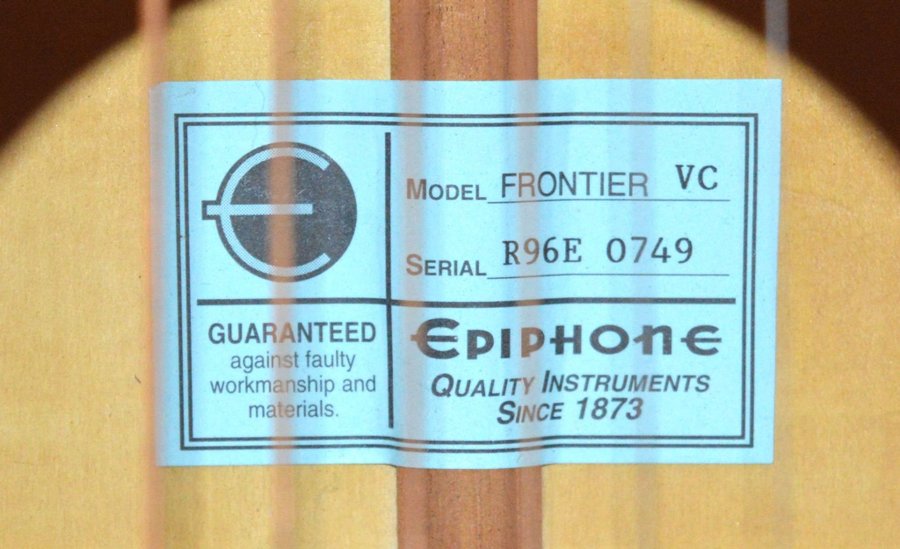 MODEL FRONTIER VC
SERIAL R96E 0749
GUARANTEED
against faulty
workmanship and
materials.
EPIPHONE
QUALITY INSTRUMENTS
SINCE 1873